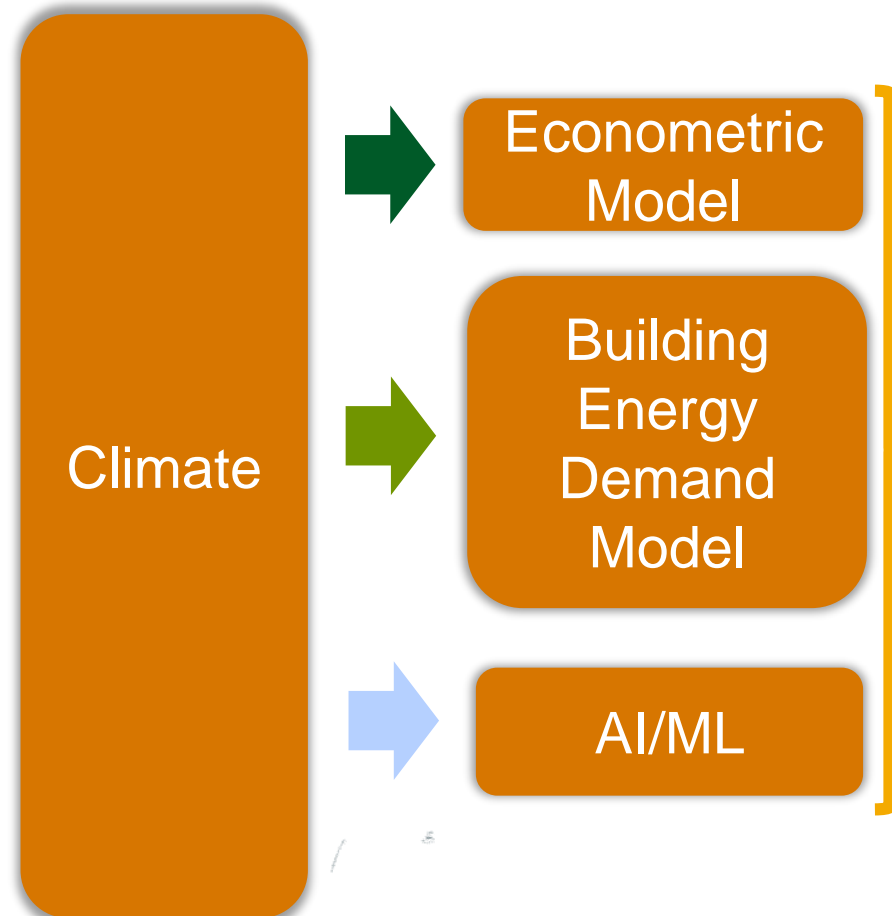 Climate
Econometric
Model
Building
Energy
Demand
Model
AI/ML